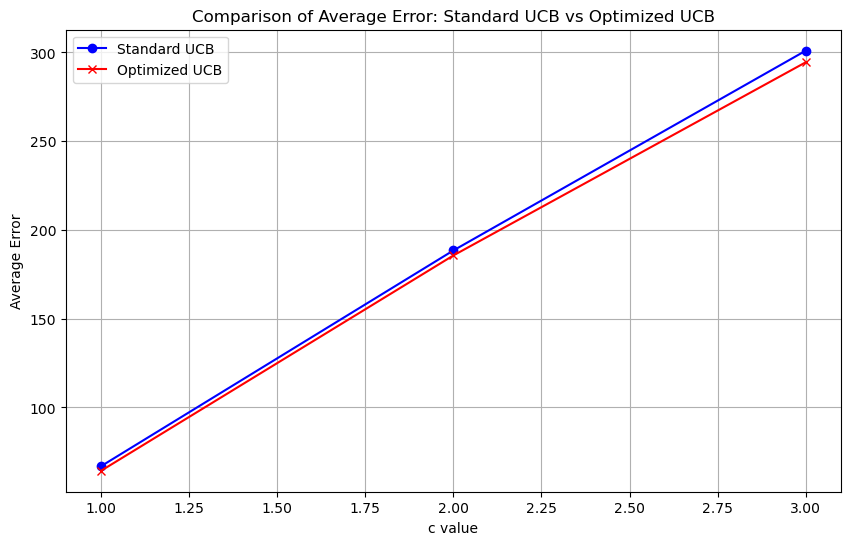 Comparison of Average Error: Standard UCB vs Optimized UCB
Standard UCB
Optimized UCB
Average Error
300
250
200
150
100
1.00 1.25 1.50 1.75 2.00 2.25 2.50 2.75 3.00
c value